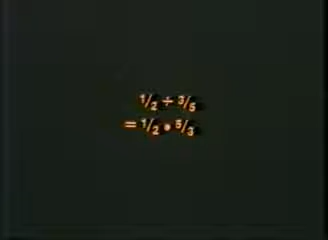 1/2 ÷ 3/5
= 1/2 • 5/3